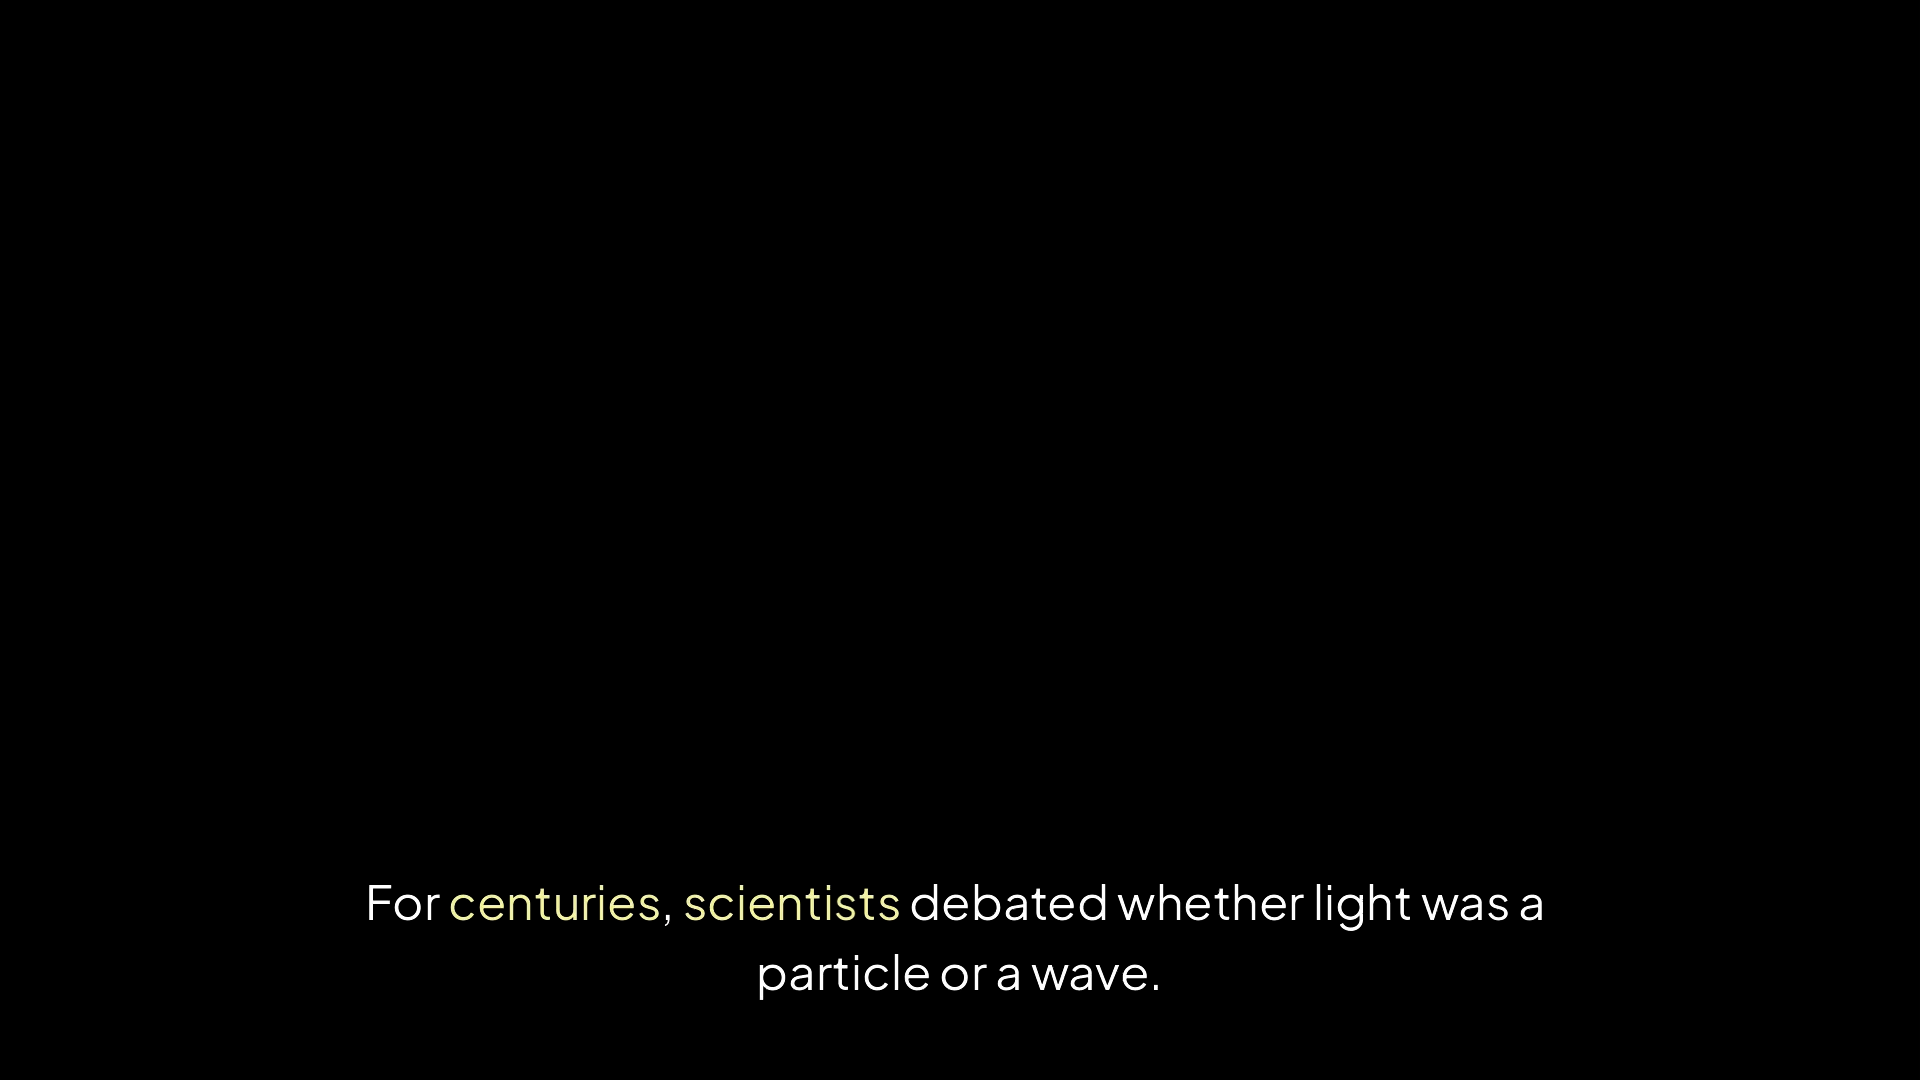 For centuries, scientists debated whether light was a
particle or a wave.